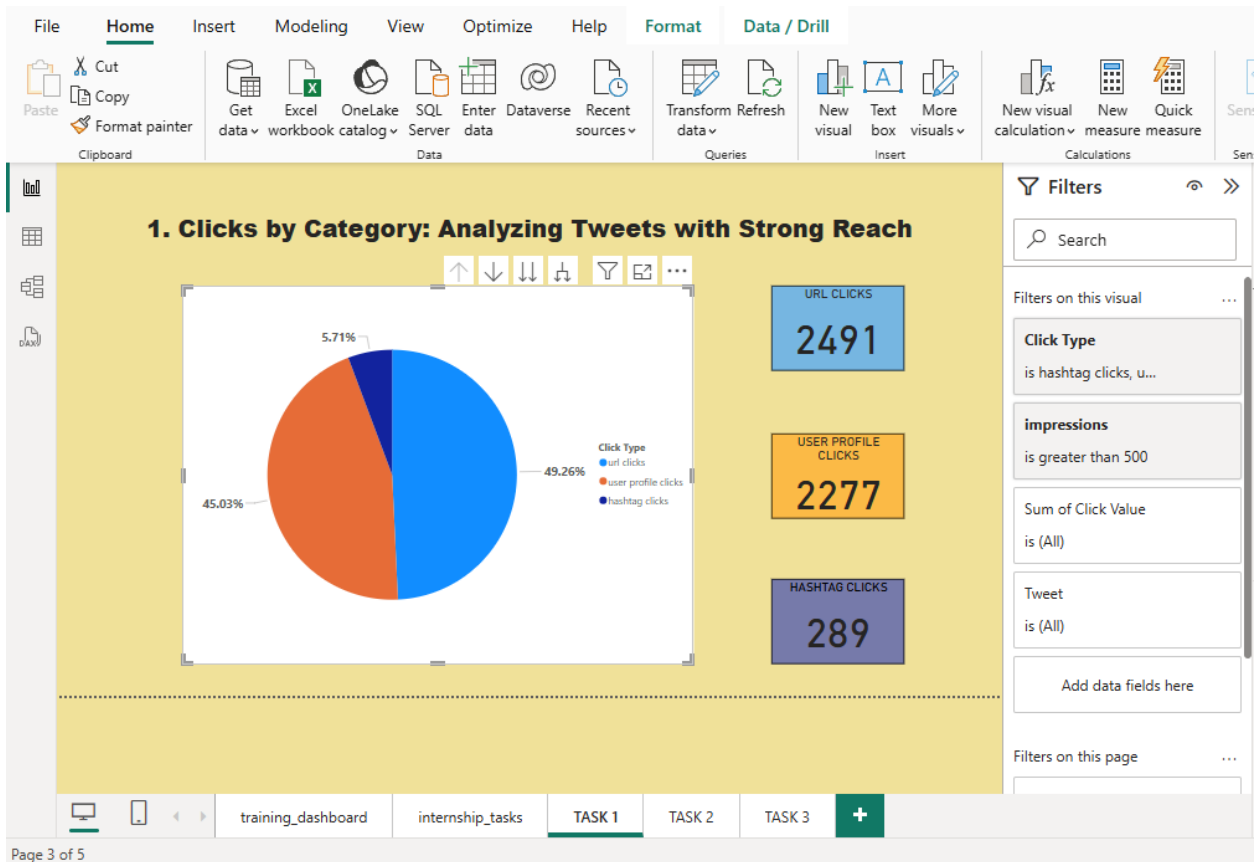 File Home Insert Modeling View Optimize Help Format Data / Drill
Paste
Cut
Copy
Format painter
Clipboard
Get data
Excel workbook
OneLake catalog
SQL Server
Enter data
Dataverse
Recent sources
Data
Transform data
Refresh
Queries
New visual
Text box
More visuals
Insert
New visual calculation
New measure
Quick measure
Calculations
1. Clicks by Category: Analyzing Tweets with Strong Reach
5.71%
49.26%
45.03%
Click Type
url clicks
user profile clicks
hashtag clicks
URL CLICKS
2491
USER PROFILE
CLICKS
2277
HASHTAG CLICKS
289
Filters
Search
Filters on this visual
Click Type
is hashtag clicks, u...
impressions
is greater than 500
Sum of Click Value
is (All)
Tweet
is (All)
Add data fields here
Filters on this page
training_dashboard internship_tasks TASK 1 TASK 2 TASK 3
Page 3 of 5